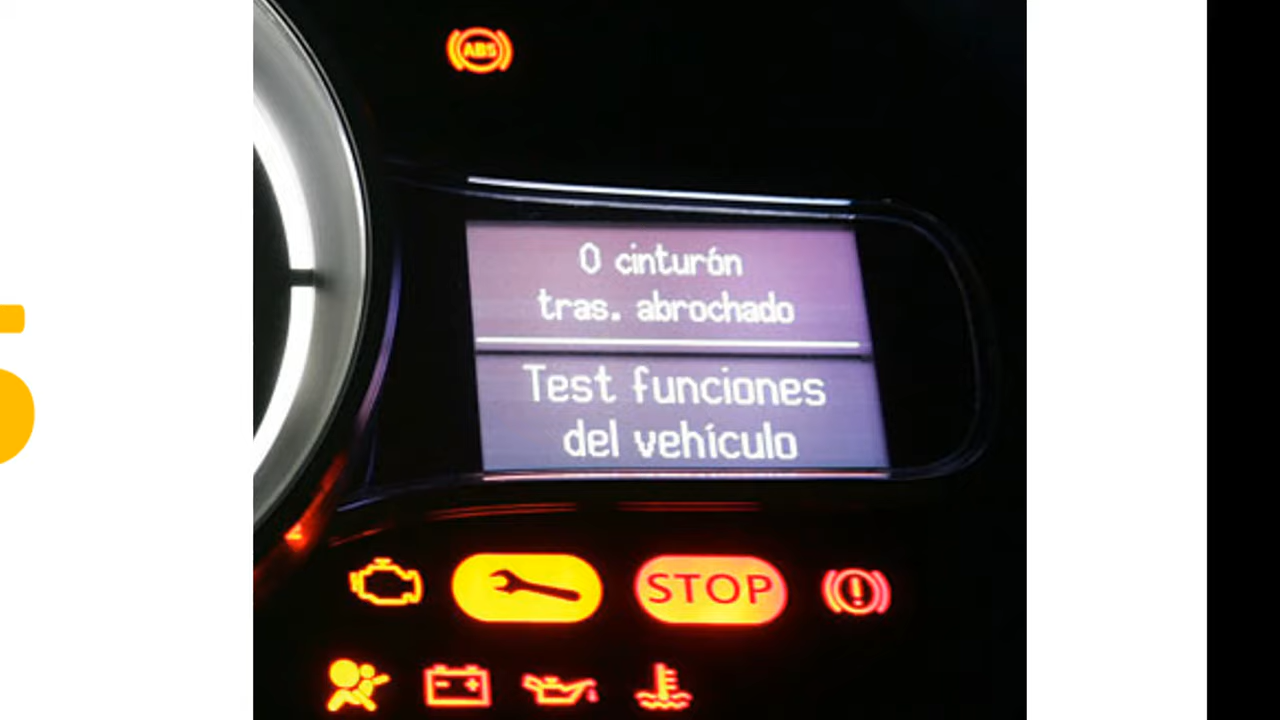 ABS
0 cinturón
tras. abrochado
Test funciones
del vehículo
STOP